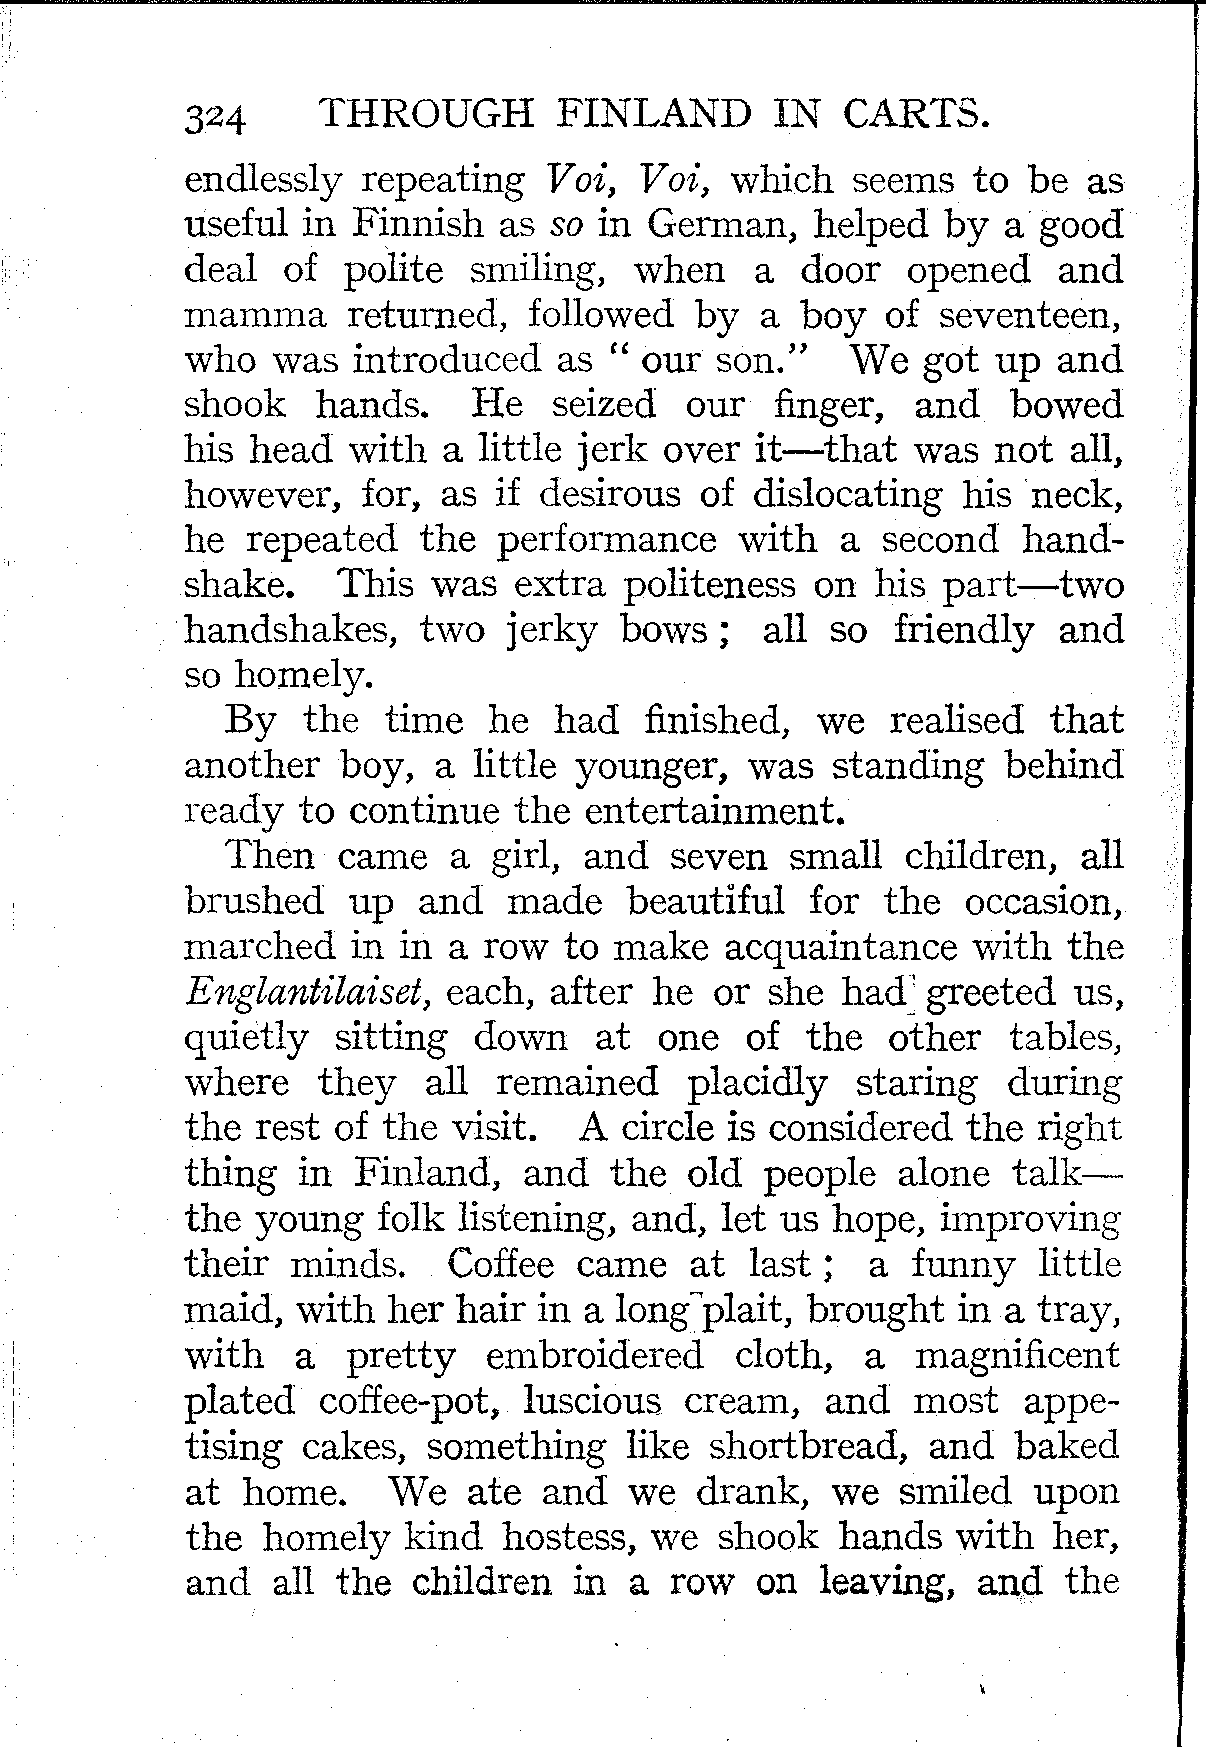 324 THROUGH FINLAND IN CARTS.
endlessly repeating Voi, Voi, which seems to be as
useful in Finnish as so in German, helped by a good
deal of polite smiling, when a door opened and
mamma returned, followed by a boy of seventeen,
who was introduced as " our son." We got up and
shook hands. He seized our finger, and bowed
his head with a little jerk over it—that was not all,
however, for, as if desirous of dislocating his neck,
he repeated the performance with a second hand-
shake. This was extra politeness on his part—two
handshakes, two jerky bows ; all so friendly and
so homely.
By the time he had finished, we realised that
another boy, a little younger, was standing behind
ready to continue the entertainment.
Then came a girl, and seven small children, all
brushed up and made beautiful for the occasion,
marched in in a row to make acquaintance with the
Englantilaiset, each, after he or she had greeted us,
quietly sitting down at one of the other tables,
where they all remained placidly staring during
the rest of the visit. A circle is considered the right
thing in Finland, and the old people alone talk—
the young folk listening, and, let us hope, improving
their minds. Coffee came at last ; a funny little
maid, with her hair in a long plait, brought in a tray,
with a pretty embroidered cloth, a magnificent
plated coffee-pot, luscious cream, and most appe-
tising cakes, something like shortbread, and baked
at home. We ate and we drank, we smiled upon
the homely kind hostess, we shook hands with her,
and all the children in a row on leaving, and the